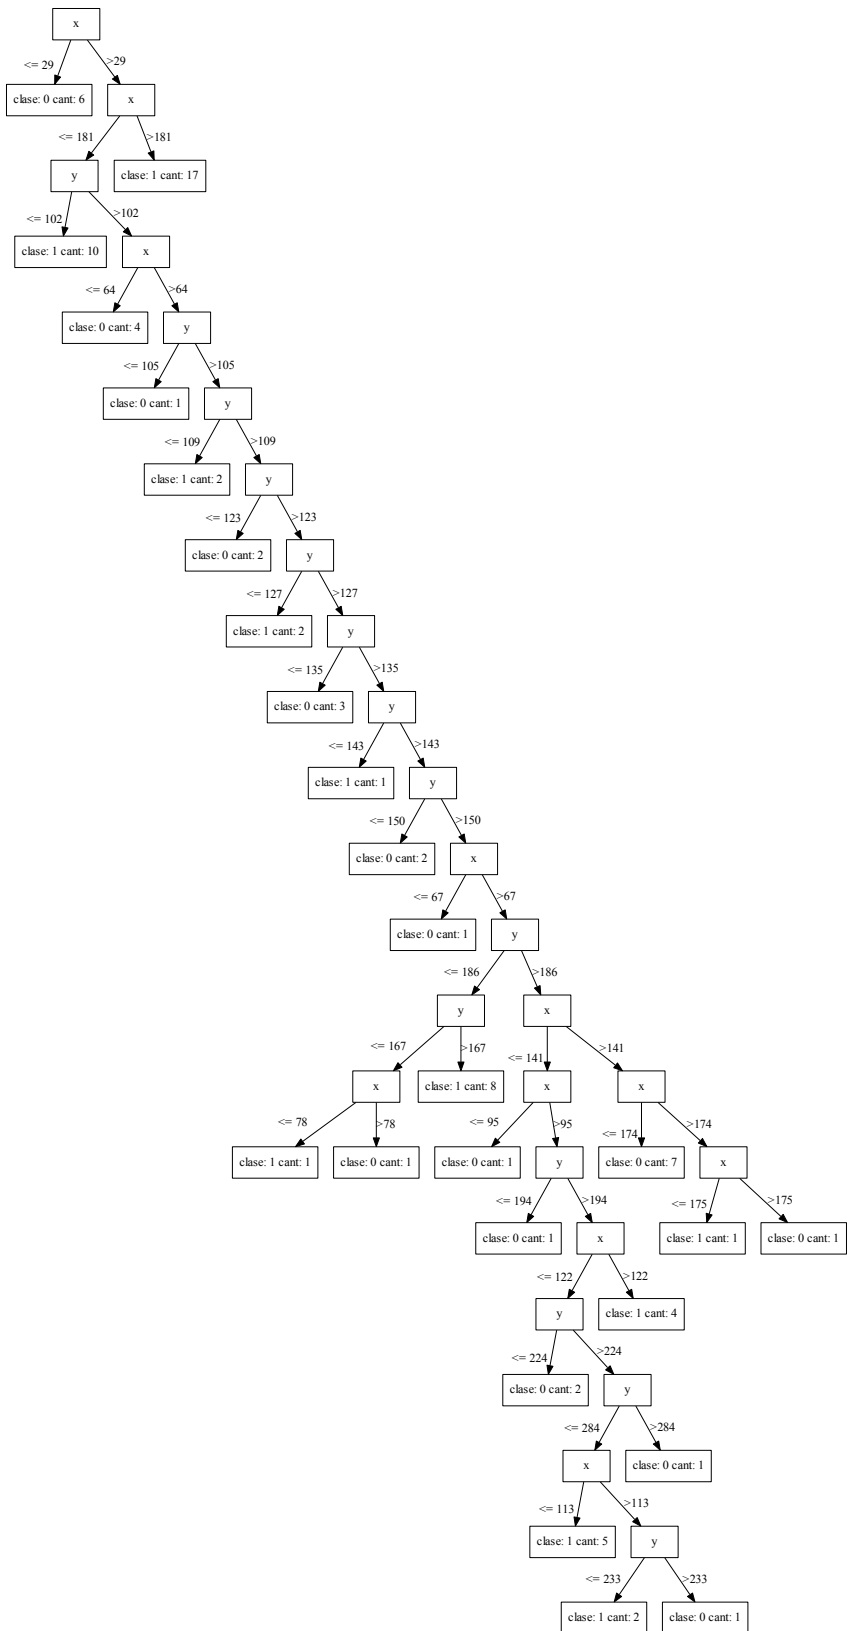 x
<= 29 >29
clase: 0 cant: 6 x
<= 181 >181
y clase: 1 cant: 17
<= 102 >102
clase: 1 cant: 10 x
<= 64 >64
clase: 0 cant: 4 y
<= 105 >105
clase: 0 cant: 1 y
<= 109 >109
clase: 1 cant: 2 y
<= 123 >123
clase: 0 cant: 2 y
<= 127 >127
clase: 1 cant: 2 y
<= 135 >135
clase: 0 cant: 3 y
<= 143 >143
clase: 1 cant: 1 y
<= 150 >150
clase: 0 cant: 2 x
<= 67 >67
clase: 0 cant: 1 y
<= 186 >186
y x
<= 167 >167 <= 141 >141
x clase: 1 cant: 8 x x
<= 78 >78 <= 95 >95 <= 174 >174
clase: 1 cant: 1 clase: 0 cant: 1 clase: 0 cant: 1 y clase: 0 cant: 7 x
<= 194 >194 <= 175 >175
clase: 0 cant: 1 x clase: 1 cant: 1 clase: 0 cant: 1
<= 122 >122
y clase: 1 cant: 4
<= 224 >224
clase: 0 cant: 2 y
<= 284 >284
x clase: 0 cant: 1
<= 113 >113
clase: 1 cant: 5 y
<= 233 >233
clase: 1 cant: 2 clase: 0 cant: 1